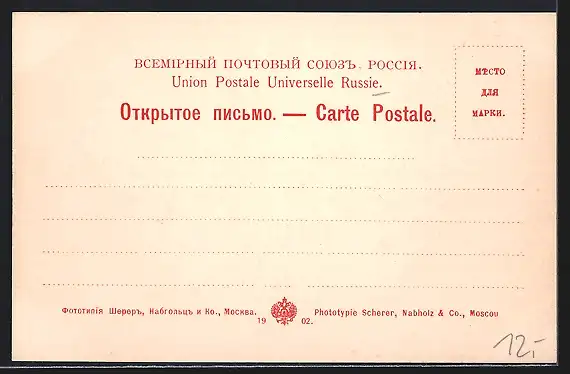 ВСЕМІРНЫЙ ПОЧТОВЫЙ СОЮЗЪ. РОССІЯ.
Union Postale Universelle Russie.
Открытое письмо. — Carte Postale.
МѢСТО
ДЛЯ
МАРКИ.
Фототипія Шереръ, Набгольцъ и Ко., Москва. Phototypie Scherer, Nabholz & Co., Moscou
19 02.
12,-